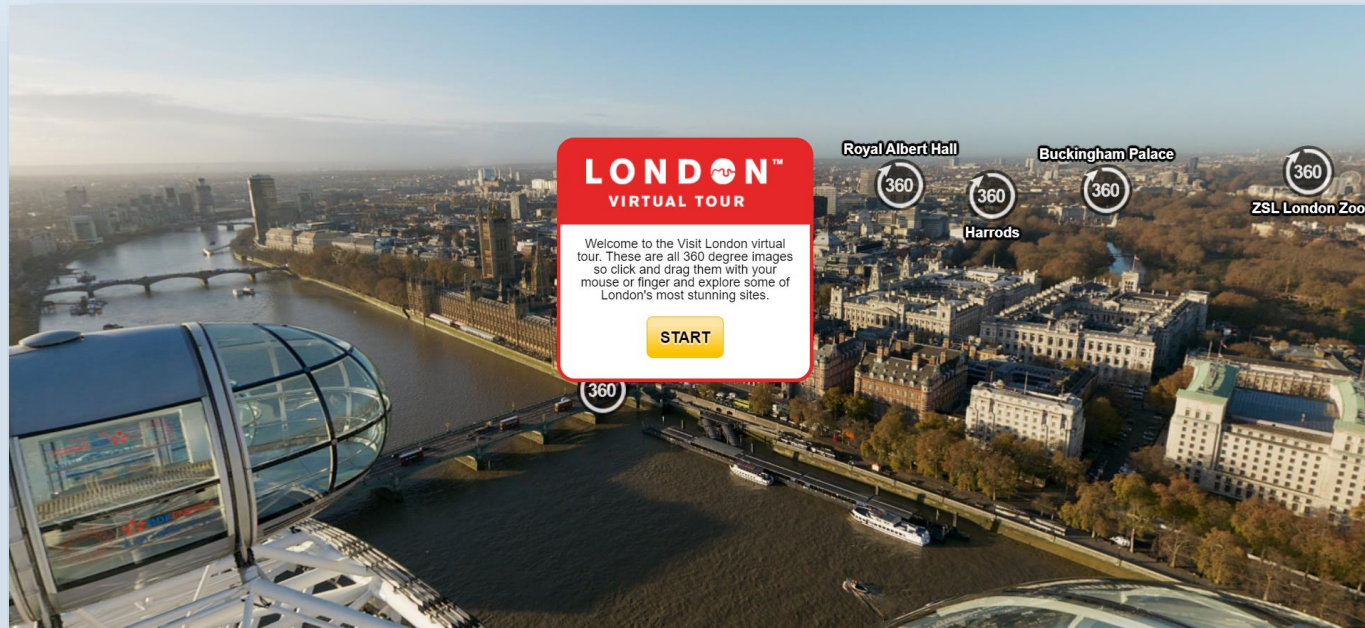 LONDON™
VIRTUAL TOUR
Welcome to the Visit London virtual
tour. These are all 360 degree images
so click and drag them with your
mouse or finger and explore some of
London's most stunning sites.
START
360
Royal Albert Hall
360
360
Harrods
Buckingham Palace
360
360
ZSL London Zoo